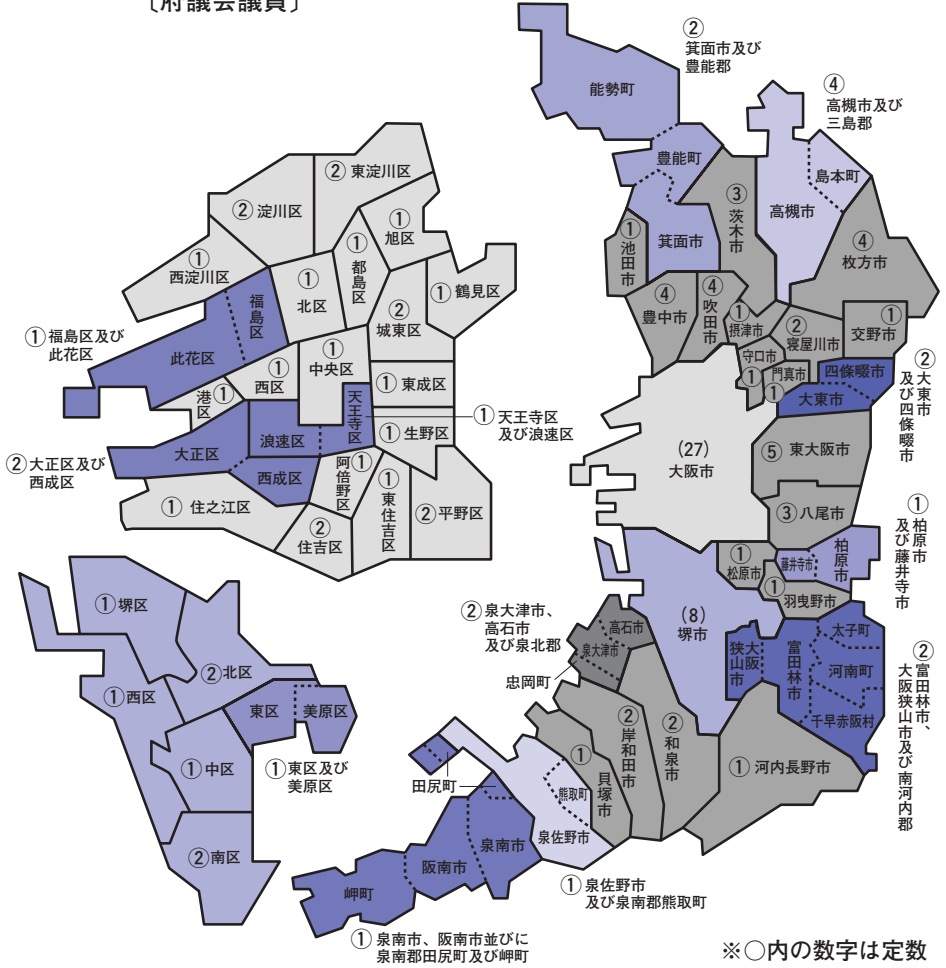 〔府議会議員〕
② 箕面市及び
豊能郡
能勢町
④
高槻市及び
三島郡
豊能町
島本町
② 東淀川区
② 淀川区
③ 茨木市
高槻市
① 旭区
① 池田市
箕面市
④ 枚方市
① 西淀川区
① 北区
① 都島区
① 鶴見区
福島区
② 城東区
④ 豊中市
④ 吹田市
① 摂津市
② 寝屋川市
① 交野市
① 福島区及び
此花区
此花区
① 西区
① 中央区
① 東成区
守口市
①
門真市
①
四條畷市
大東市
② 大東市
及び四條畷市
港区 ①
天王寺区
① 天王寺区
及び浪速区
浪速区
① 生野区
大正区
② 大正区及び
西成区
西成区
阿倍野区 ①
(27)
大阪市
⑤ 東大阪市
① 住之江区
② 住吉区
① 東住吉区
② 平野区
③ 八尾市
① 柏原市
及び藤井寺市
① 松原市
藤井寺市
柏原市
① 堺区
①
羽曳野市
② 泉大津市、
高石市
及び泉北郡
高石市
泉大津市
(8)
堺市
太子町
大阪狭山市
富田林市
河南町
② 富田林市、
大阪狭山市及び南河内郡
② 北区
忠岡町
① 西区
東区
美原区
千早赤阪村
① 中区
① 東区及び
美原区
② 岸和田市
② 和泉市
① 河内長野市
① 貝塚市
田尻町
熊取町
② 南区
泉南市
泉佐野市
阪南市
岬町
① 泉佐野市
及び泉南郡熊取町
① 泉南市、阪南市並びに
泉南郡田尻町及び岬町
※○内の数字は定数